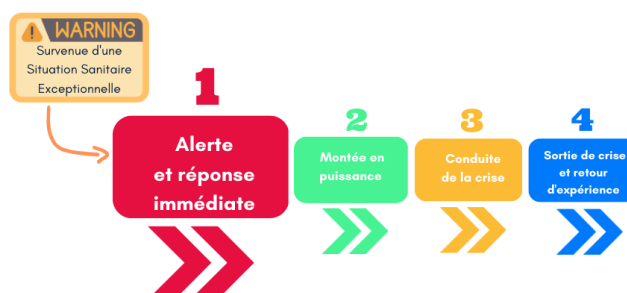 WARNING
Survenue d'une
Situation Sanitaire
Exceptionnelle
1
Alerte
et réponse
immédiate
2
Montée en
puissance
3
Conduite
de la crise
4
Sortie de crise
et retour
d'expérience